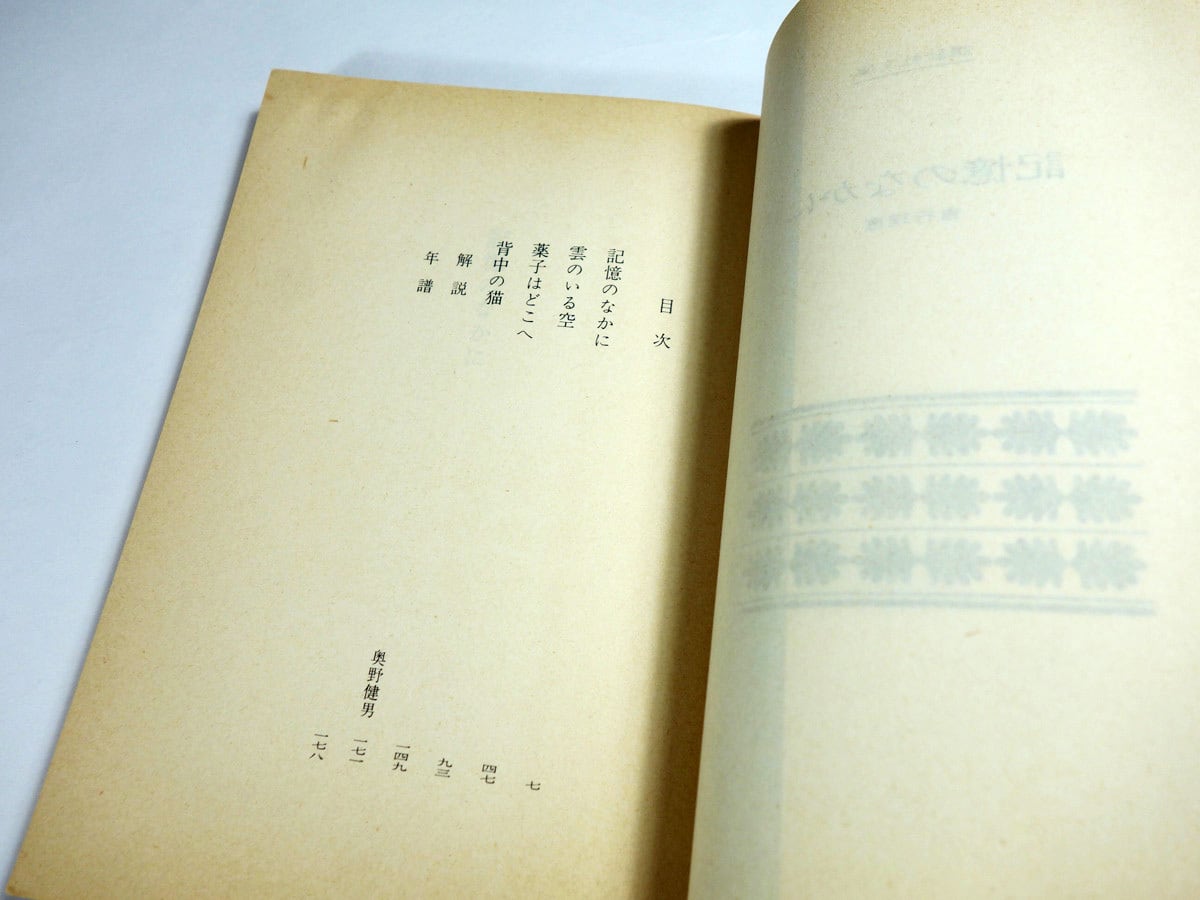 目次
記憶のなかに 七
雲のいる空 四七
薬子はどこへ 九三
背中の猫 一四九
解説 奥野健男 一七一
年譜 一七八